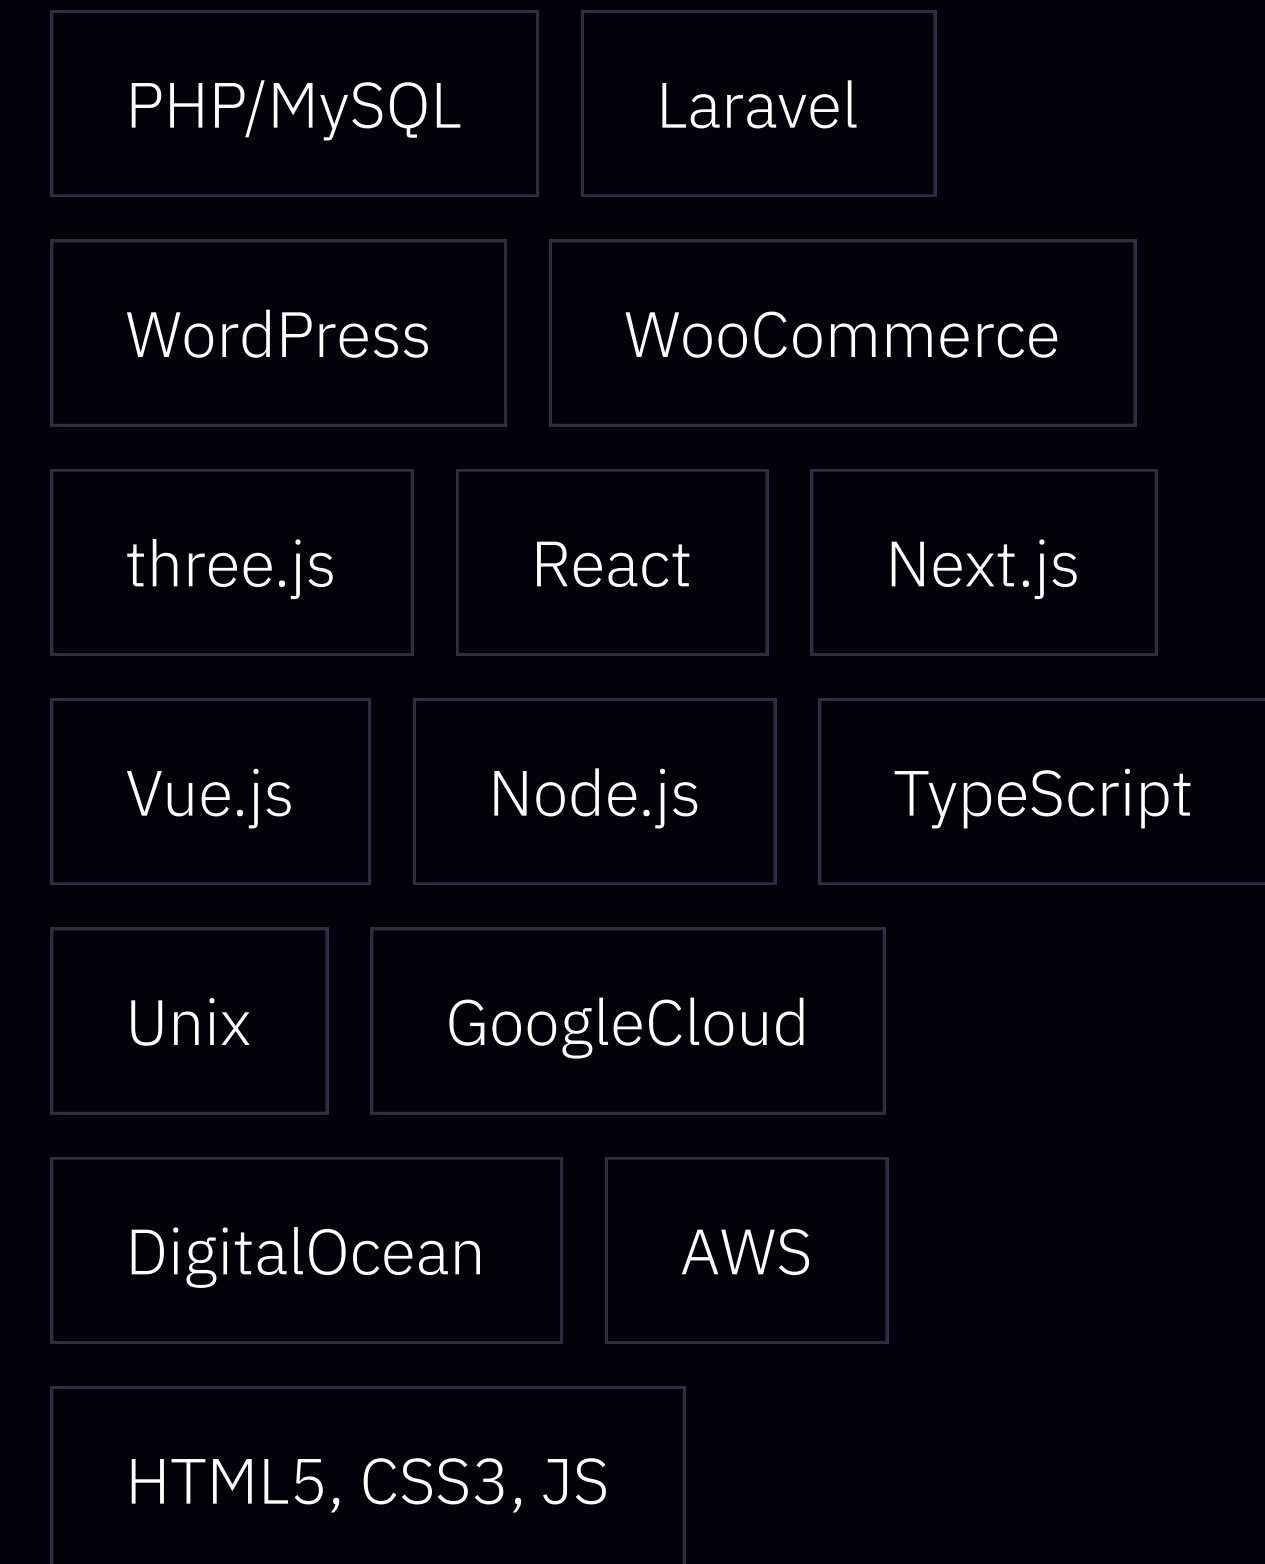 PHP/MySQL
Laravel
WordPress
WooCommerce
three.js
React
Next.js
Vue.js
Node.js
TypeScript
Unix
GoogleCloud
DigitalOcean
AWS
HTML5, CSS3, JS